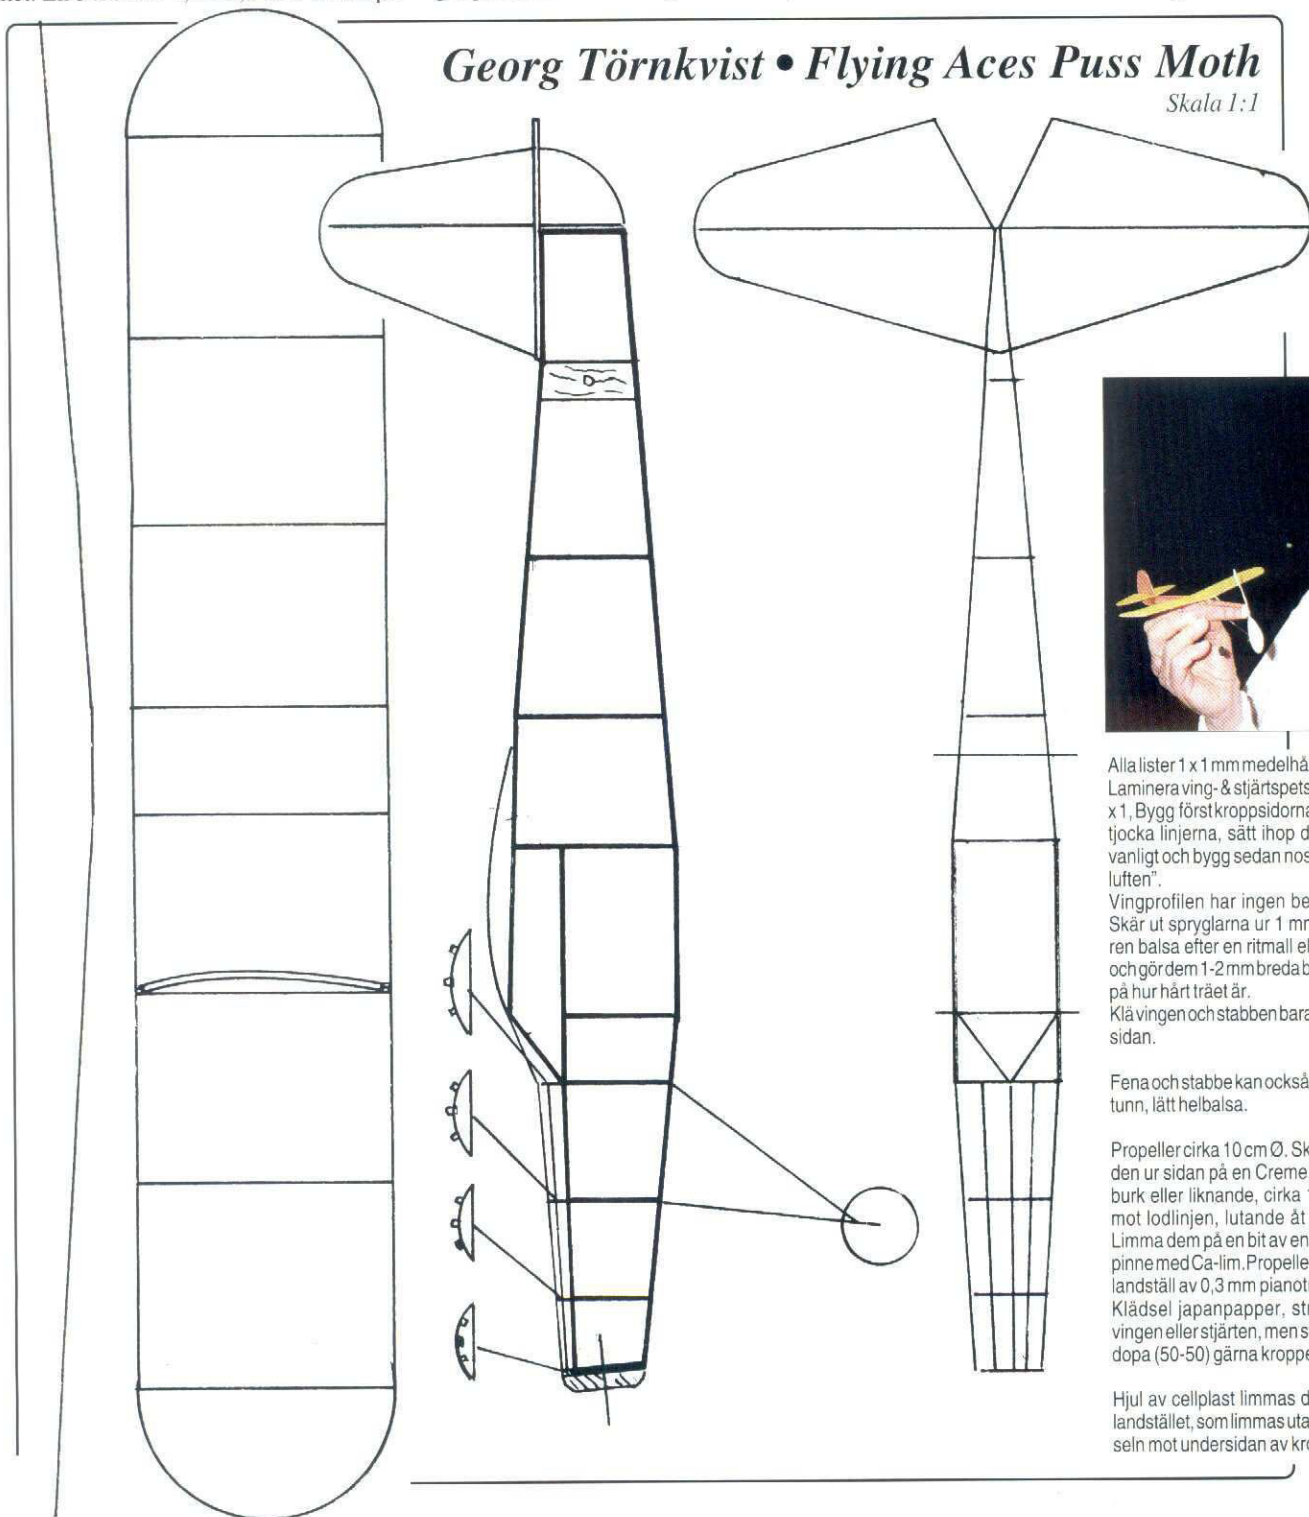 Georg Törnkvist • Flying Aces Puss Moth
Skala 1:1
Alla lister 1 x 1 mm medelhå
Laminera ving- & stjärtspets
x 1, Bygg först kroppsidorna
tjocka linjerna, sätt ihop d
vanligt och bygg sedan nos
luften”.
Vingprofilen har ingen be
Skär ut spryglarna ur 1 mm
ren balsa efter en ritmall el
och gör dem 1-2 mm breda b
på hur hårt träet är.
Klä vingen och stabben bara
sidan.
Fena och stabbe kan också
tunn, lätt helbalsa.
Propeller cirka 10 cm Ø. Sk
den ur sidan på en Creme
burk eller liknande, cirka
mot lodlinjen, lutande åt
Limma dem på en bit av en
pinne med Ca-lim. Propelle
landställ av 0,3 mm pianot
Klädsel japanpapper, str
vingen eller stjärten, men s
dopa (50-50) gärna kroppe
Hjul av cellplast limmas d
landstället, som limmas uta
seln mot undersidan av kro